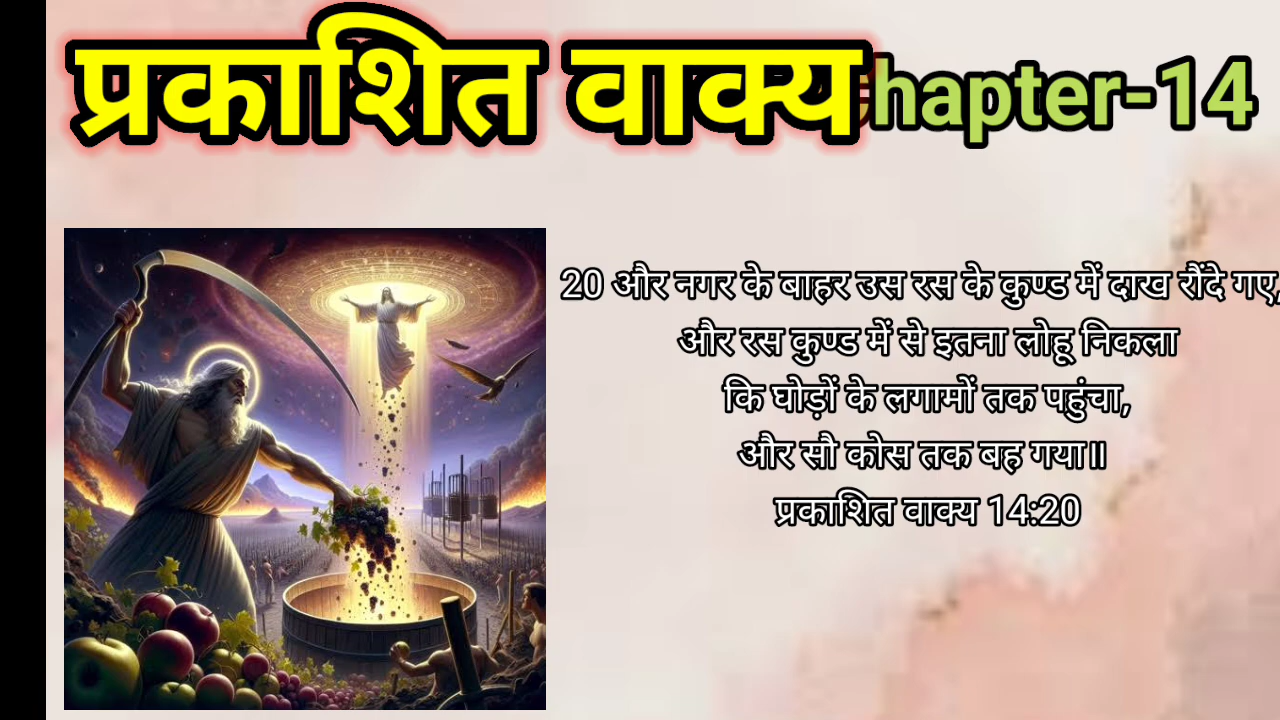 प्रकाशित वाक्य Chapter-14
20 और नगर के बाहर उस रस के कुण्ड में दाख रौंदे गए,
और रस कुण्ड में से इतना लोहू निकला
कि घोड़ों के लगामों तक पहुंचा,
और सौ कोस तक बह गया॥
प्रकाशित वाक्य 14:20